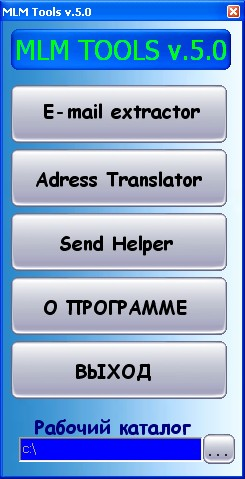 MLM Tools v.5.0
MLM TOOLS v.5.0
E-mail extractor
Adress Translator
Send Helper
О ПРОГРАММЕ
ВЫХОД
Рабочий каталог
c:\
...